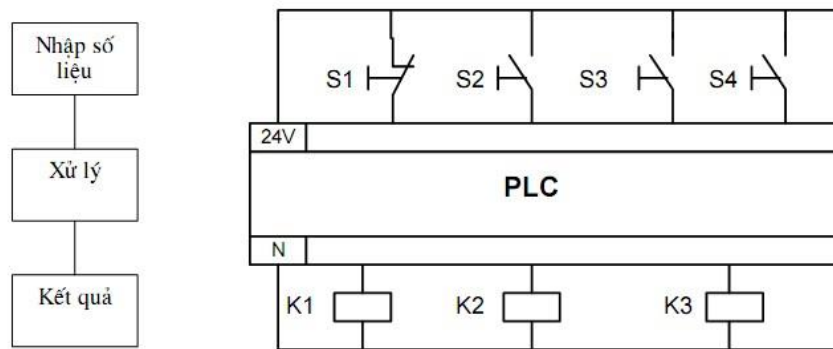 Nhập số
liệu
Xử lý
Kết quả
S1
S2
S3
S4
24V
PLC
N
K1
K2
K3